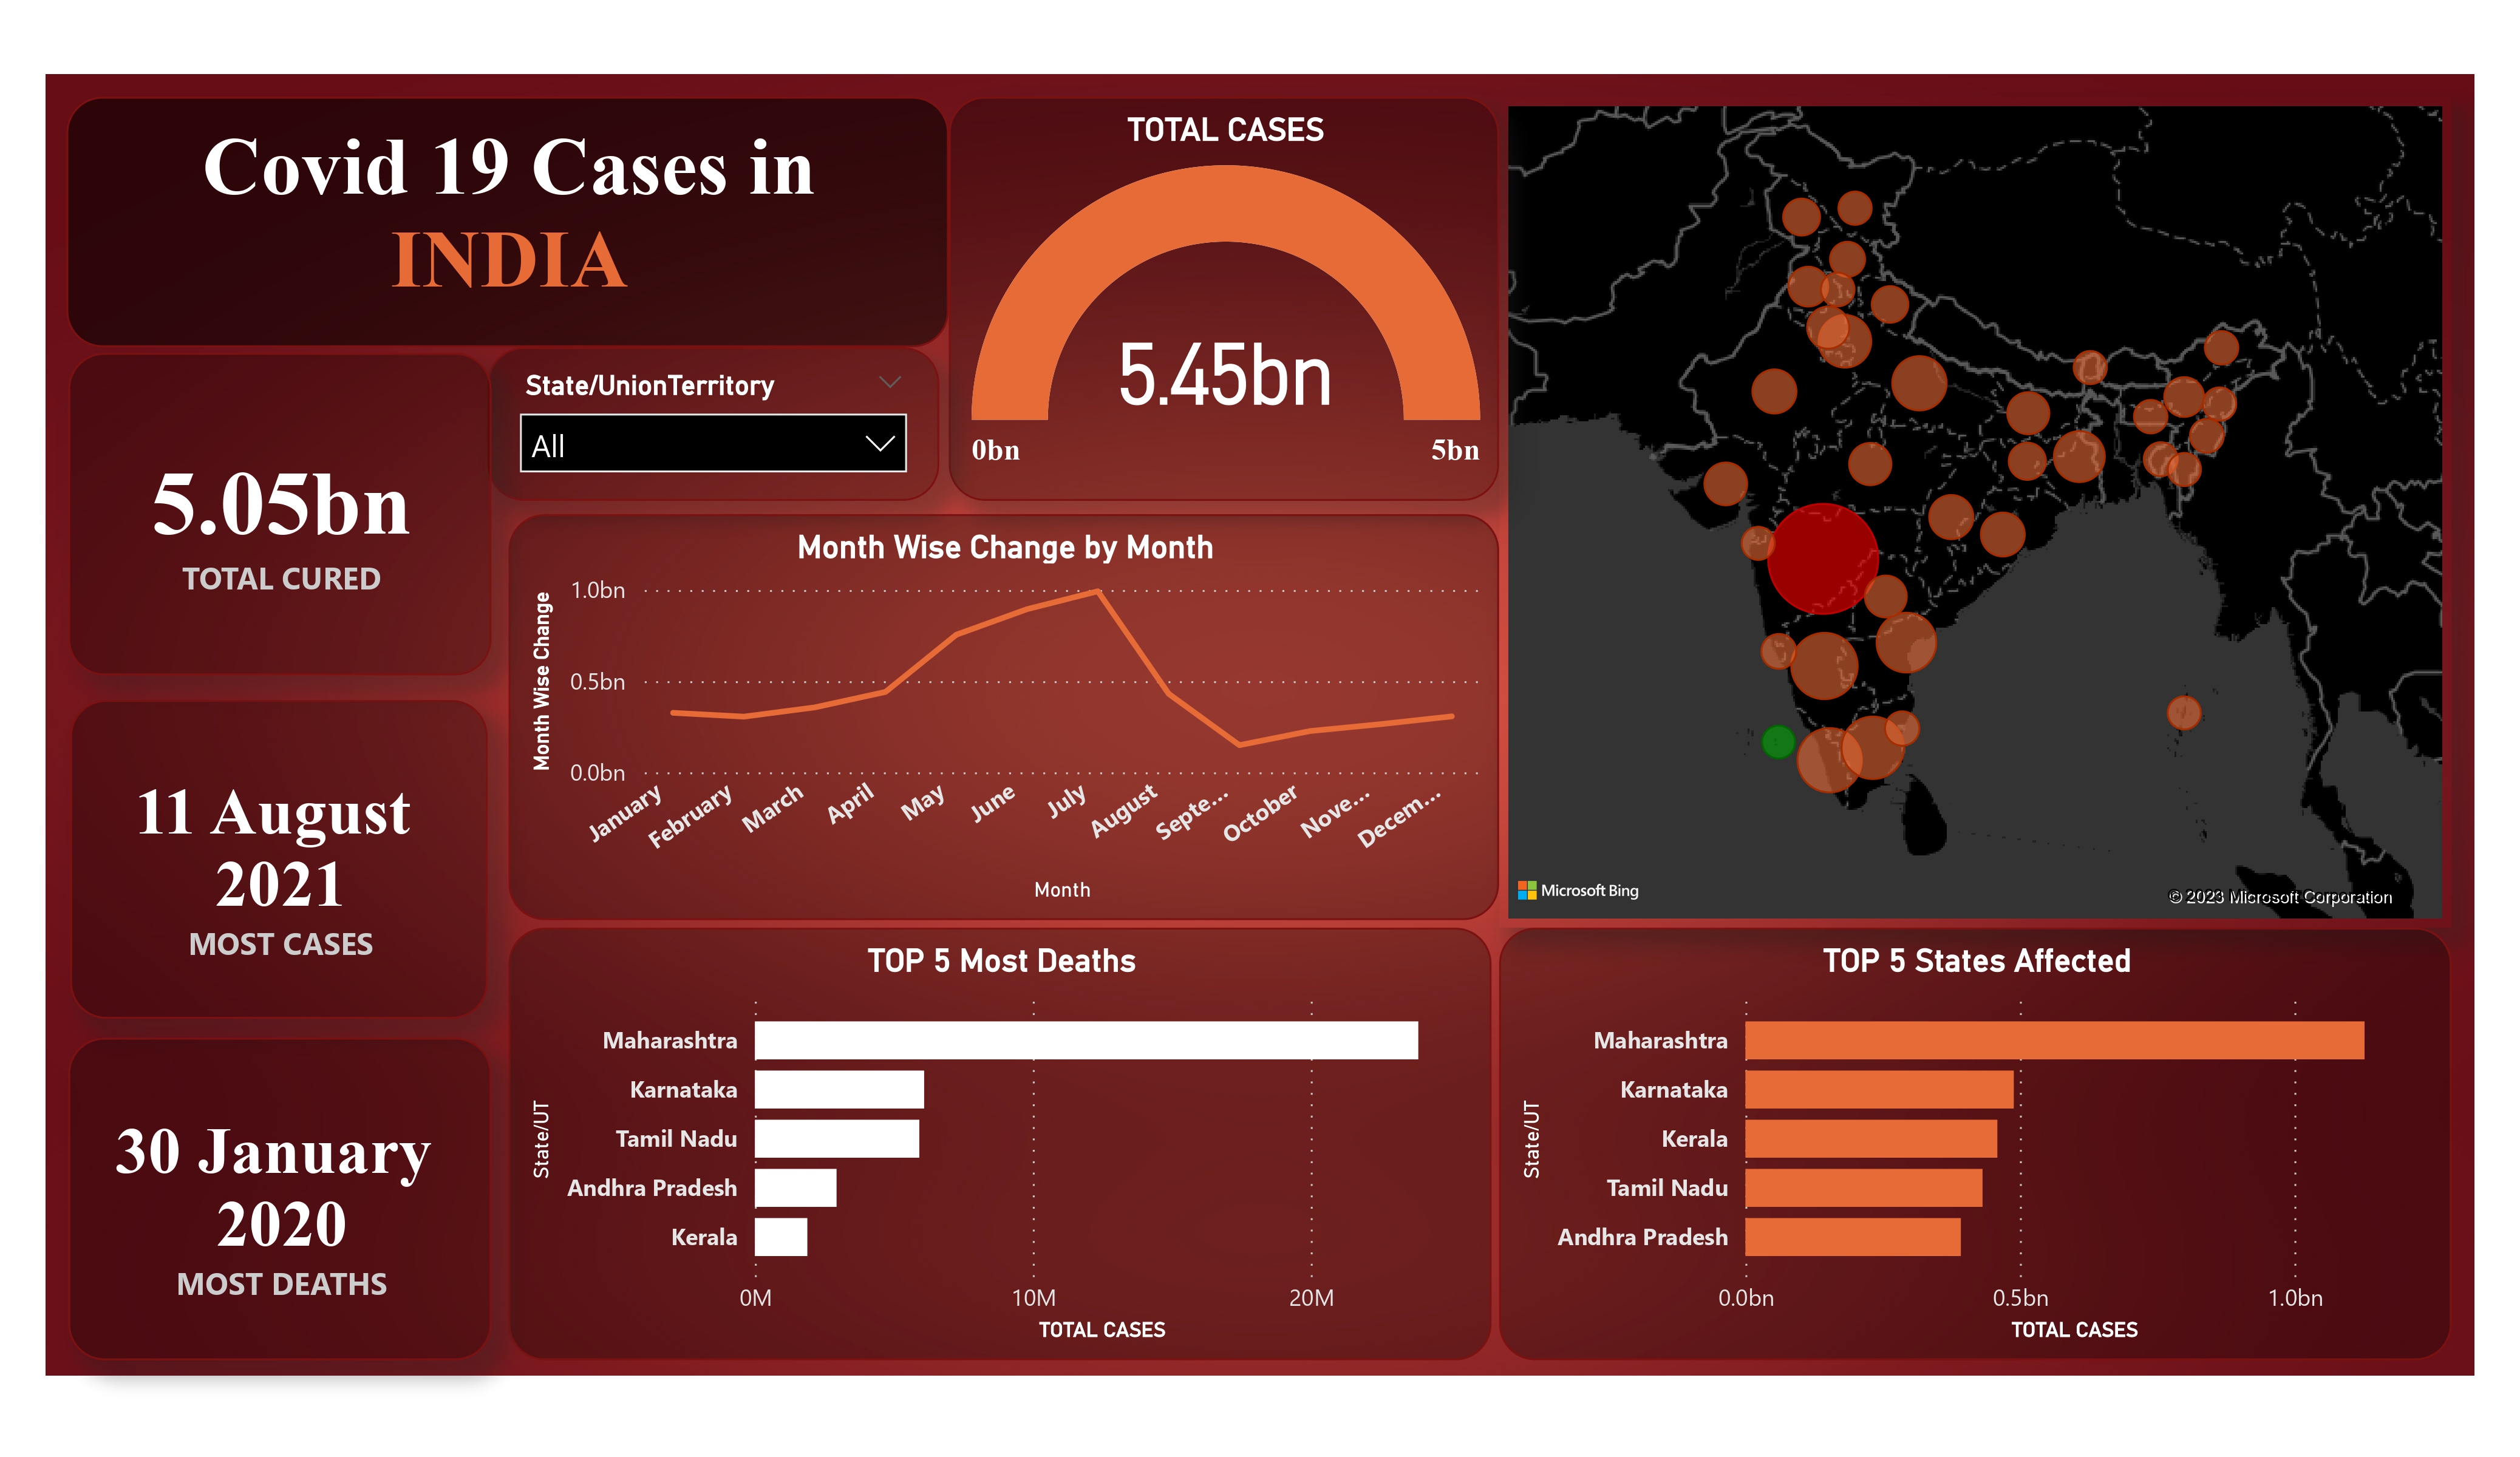 Covid 19 Cases in
INDIA
TOTAL CASES
5.45bn
0bn
5bn
State/UnionTerritory
All
5.05bn
TOTAL CURED
11 August
2021
MOST CASES
30 January
2020
MOST DEATHS
Month Wise Change by Month
Month Wise Change
1.0bn
0.5bn
0.0bn
January
February
March
April
May
June
July
August
Septe...
October
Nove...
Decem...
Month
Microsoft Bing
© 2023 Microsoft Corporation
TOP 5 Most Deaths
State/UT
Maharashtra
Karnataka
Tamil Nadu
Andhra Pradesh
Kerala
0M
10M
20M
TOTAL CASES
TOP 5 States Affected
State/UT
Maharashtra
Karnataka
Kerala
Tamil Nadu
Andhra Pradesh
0.0bn
0.5bn
1.0bn
TOTAL CASES